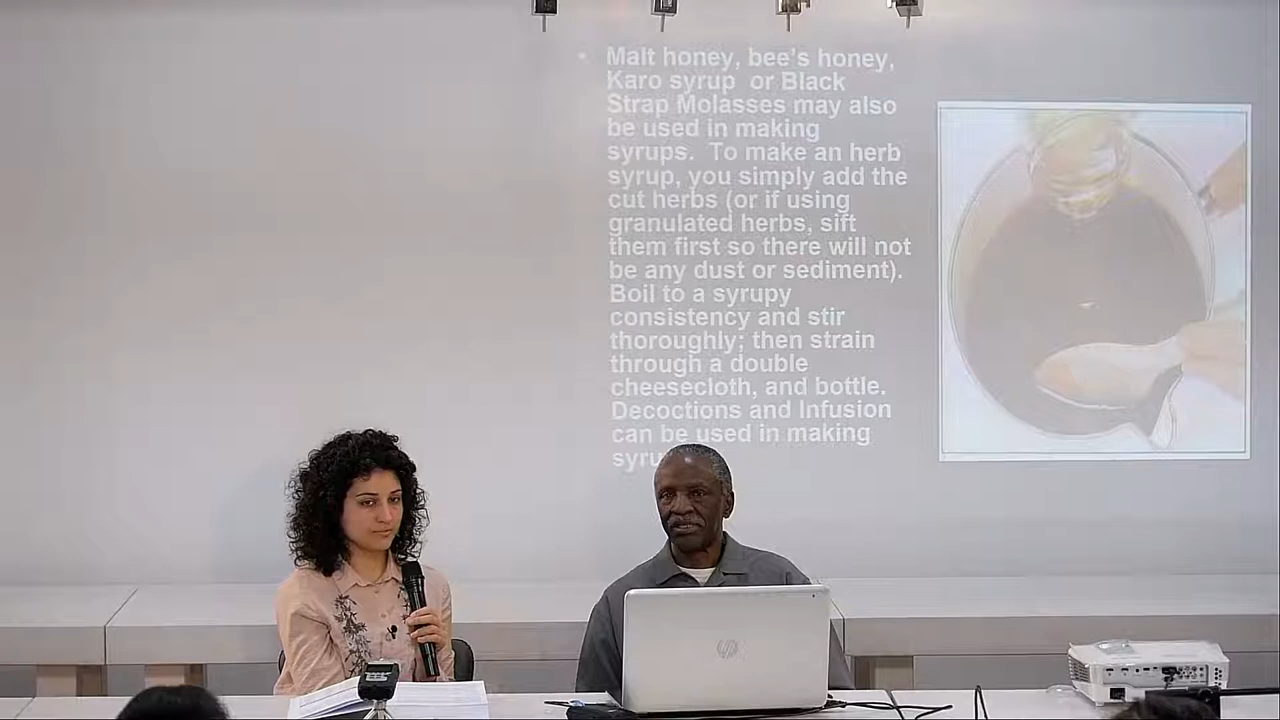 • Malt honey, bee's honey,
Karo syrup or Black
Strap Molasses may also
be used in making
syrups. To make an herb
syrup, you simply add the
cut herbs (or if using
granulated herbs, sift
them first so there will not
be any dust or sediment).
Boil to a syrupy
consistency and stir
thoroughly; then strain
through a double
cheesecloth, and bottle.
Decoctions and Infusion
can be used in making
hp